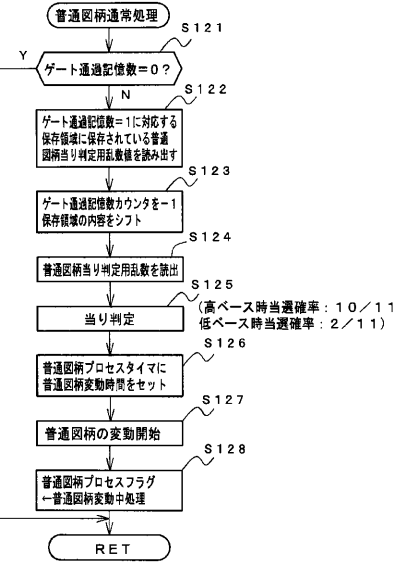 普通図柄通常処理
S121
Y
ゲート通過記憶数＝０？
N
S122
ゲート通過記憶数＝１に対応する
保存領域に保存されている普通
図柄当り判定用乱数値を読み出す
S123
ゲート通過記憶数カウンタを−１
保存領域の内容をシフト
S124
普通図柄当り判定用乱数を読出
S125
当り判定
(高ベース時当選確率：１０／１１
低ベース時当選確率：２／１１)
S126
普通図柄プロセスタイマに
普通図柄変動時間をセット
S127
普通図柄の変動開始
S128
普通図柄プロセスフラグ
←普通図柄変動中処理
RET